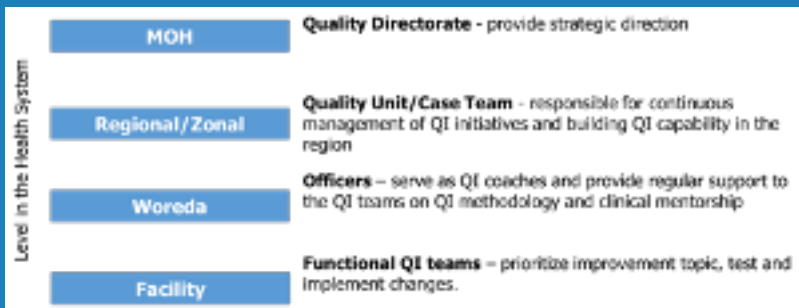 Level in the Health System
MOH
Quality Directorate - provide strategic direction
Regional/Zonal
Quality Unit/Case Team - responsible for continuous
management of QI initiatives and building QI capability in the
region
Woreda
Officers – serve as QI coaches and provide regular support to
the QI teams on QI methodology and clinical mentorship
Facility
Functional QI teams – prioritize improvement topic, test and
implement changes.